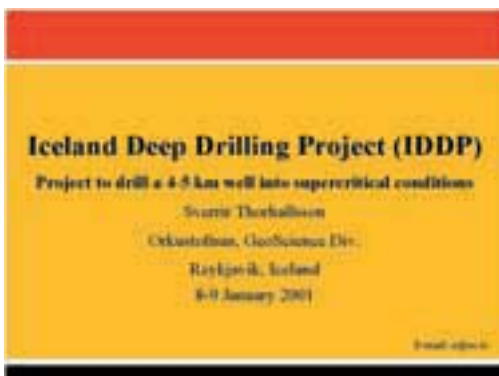 Iceland Deep Drilling Project (IDDP)
Project to drill a 4-5 km well into supercritical conditions
Sverrir Thorhallsson
Orkustofnun, GeoScience Div.
Reykjavik, Iceland
8-9 January 2001